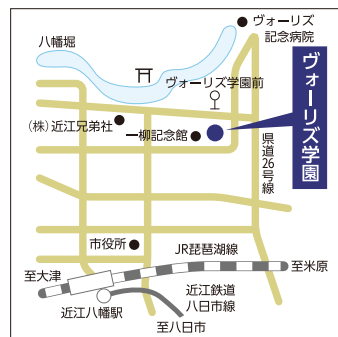 ヴォーリズ
記念病院
八幡堀
ヴォーリズ学園前
ヴォーリズ学園
(株)近江兄弟社
一柳記念館
県道26号線
市役所
JR琵琶湖線
至大津
至米原
近江鉄道
八日市線
近江八幡駅
至八日市